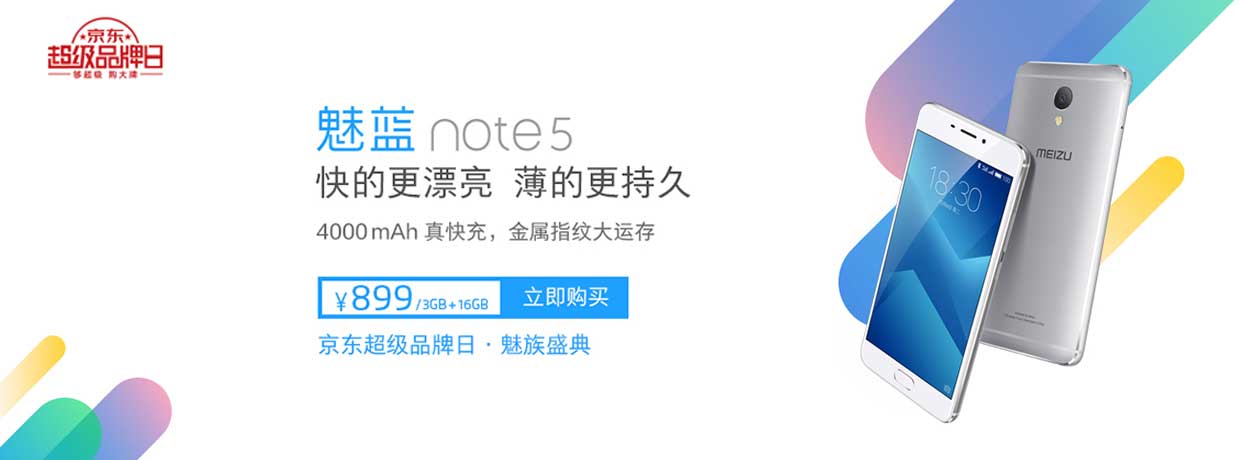 京东
超级品牌日
够超级 购大牌
魅蓝 note5
快的更漂亮 薄的更持久
4000 mAh 真快充，金属指纹大运存
￥899/3GB+16GB 立即购买
京东超级品牌日 · 魅族盛典
18:30
MEIZU